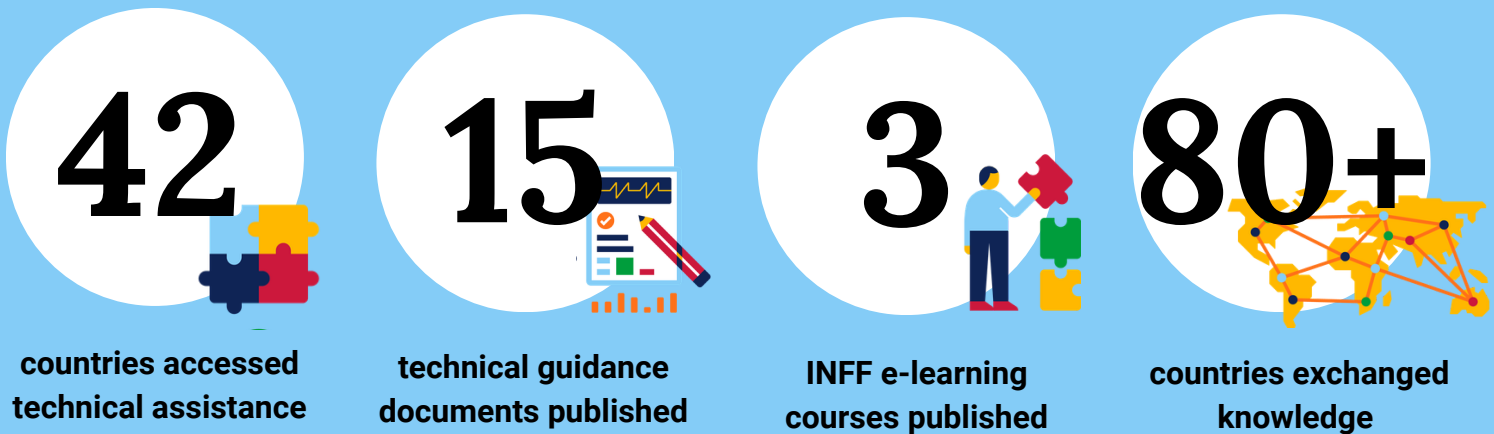 42
countries accessed
technical assistance
15
technical guidance
documents published
3
INFF e-learning
courses published
80+
countries exchanged
knowledge